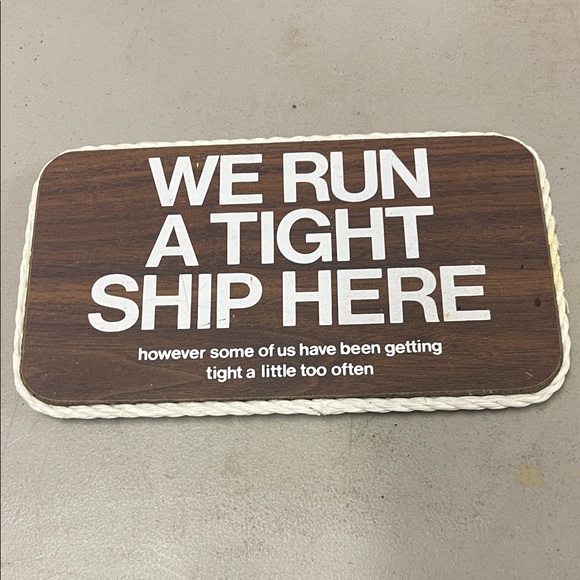 WE RUN
A TIGHT
SHIP HERE
however some of us have been getting
tight a little too often